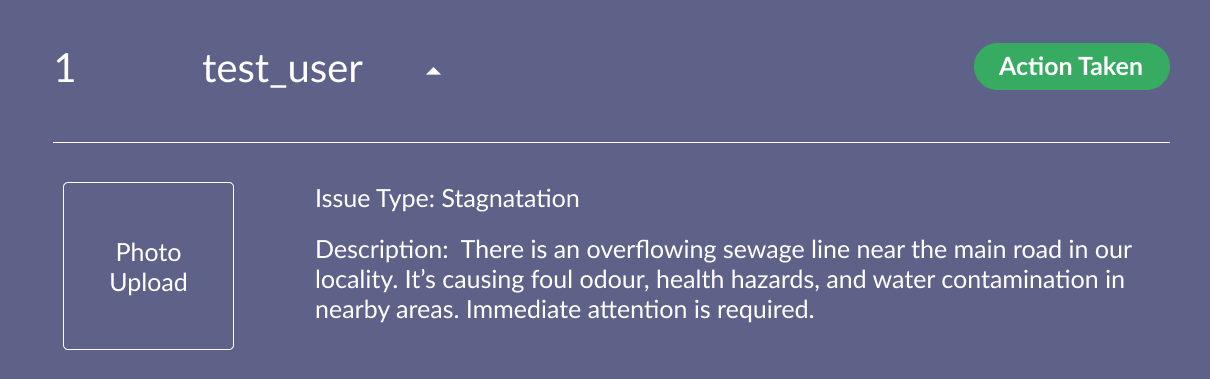 1 test_user Action Taken
Issue Type: Stagnatation
Photo
Upload
Description:  There is an overflowing sewage line near the main road in our
locality. It’s causing foul odour, health hazards, and water contamination in
nearby areas. Immediate attention is required.